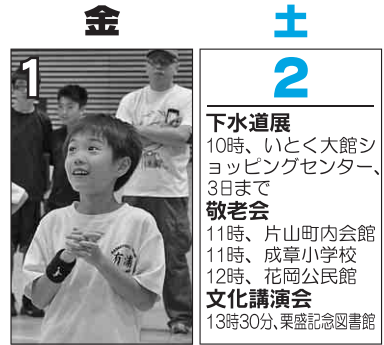 金 土
1
2
下水道展
10時、いとく大館シ
ョッピングセンター、
3日まで
敬老会
11時、片山町内会館
11時、成章小学校
12時、花岡公民館
文化講演会
13時30分、栗盛記念図書館